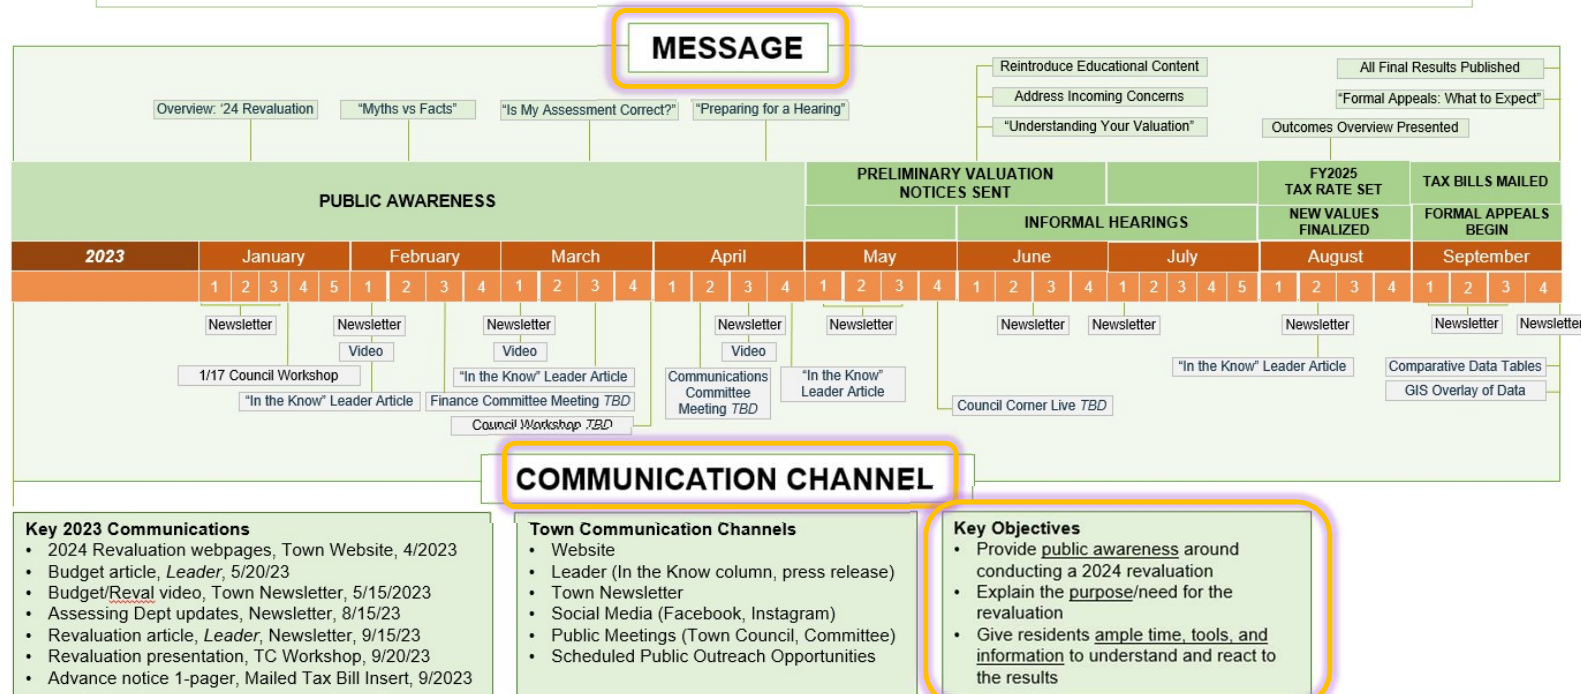 MESSAGE
Reintroduce Educational Content
All Final Results Published
Address Incoming Concerns
"Formal Appeals: What to Expect"
Overview: '24 Revaluation
"Myths vs Facts"
"Is My Assessment Correct?"
"Preparing for a Hearing"
"Understanding Your Valuation"
Outcomes Overview Presented
PUBLIC AWARENESS
PRELIMINARY VALUATION
NOTICES SENT
FY2025
TAX RATE SET
TAX BILLS MAILED
INFORMAL HEARINGS
NEW VALUES
FINALIZED
FORMAL APPEALS
BEGIN
2023 January February March April May June July August September
1 2 3 4 5 1 2 3 4 1 2 3 4 1 2 3 4 1 2 3 4 1 2 3 4 1 2 3 4 5 1 2 3 4 1 2 3 4
Newsletter Newsletter Newsletter Newsletter Newsletter Newsletter Newsletter Newsletter Newsletter Newsletter
Video Video Video
1/17 Council Workshop
"In the Know" Leader Article
"In the Know" Leader Article
Finance Committee Meeting TBD
Council Workshop TBD
Communications
Committee
Meeting TBD
"In the Know"
Leader Article
Council Corner Live TBD
"In the Know" Leader Article
Comparative Data Tables
GIS Overlay of Data
COMMUNICATION CHANNEL
Key 2023 Communications
• 2024 Revaluation webpages, Town Website, 4/2023
• Budget article, Leader, 5/20/23
• Budget/Reval video, Town Newsletter, 5/15/2023
• Assessing Dept updates, Newsletter, 8/15/23
• Revaluation article, Leader, Newsletter, 9/15/23
• Revaluation presentation, TC Workshop, 9/20/23
• Advance notice 1-pager, Mailed Tax Bill Insert, 9/2023
Town Communication Channels
• Website
• Leader (In the Know column, press release)
• Town Newsletter
• Social Media (Facebook, Instagram)
• Public Meetings (Town Council, Committee)
• Scheduled Public Outreach Opportunities
Key Objectives
• Provide public awareness around
conducting a 2024 revaluation
• Explain the purpose/need for the
revaluation
• Give residents ample time, tools, and
information to understand and react to
the results